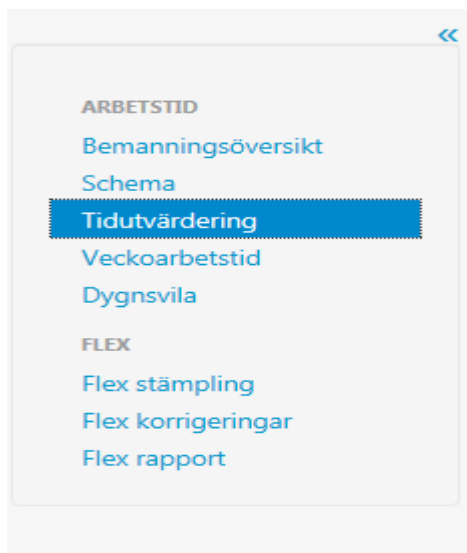 «
ARBETSTID
Bemanningsöversikt
Schema
Tidutvärdering
Veckoarbetstid
Dygnsvila
FLEX
Flex stämpling
Flex korrigeringar
Flex rapport